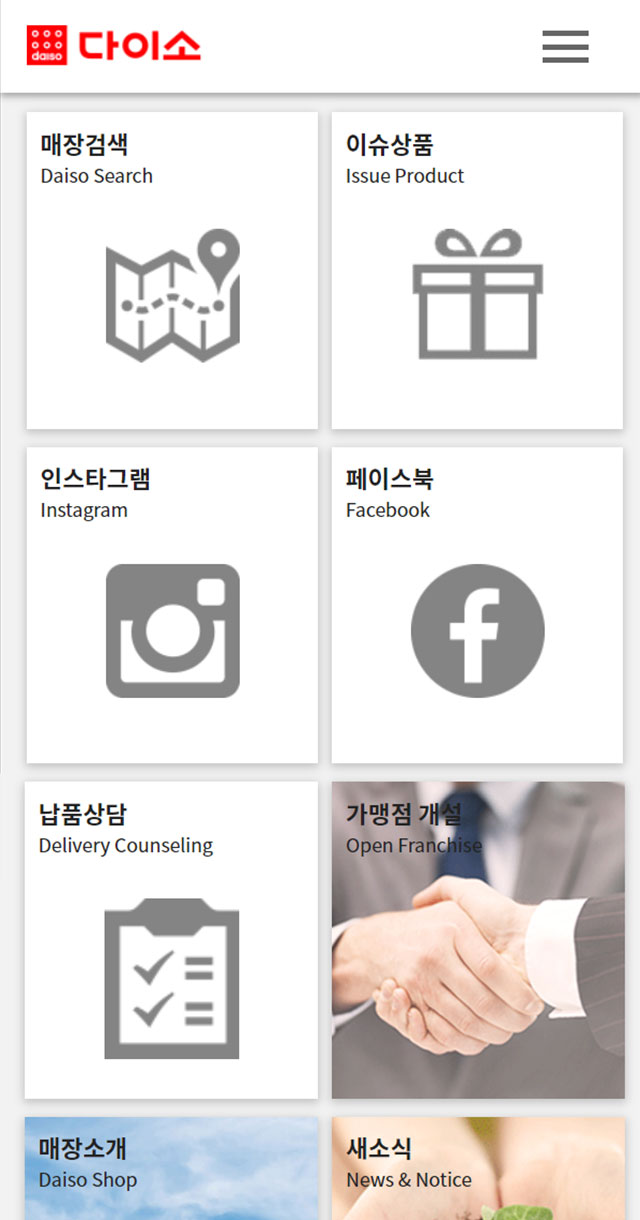 daiso 다이소
매장검색
Daiso Search
이슈상품
Issue Product
인스타그램
Instagram
페이스북
Facebook
납품상담
Delivery Counseling
가맹점 개설
Open Franchise
매장소개
Daiso Shop
새소식
News & Notice